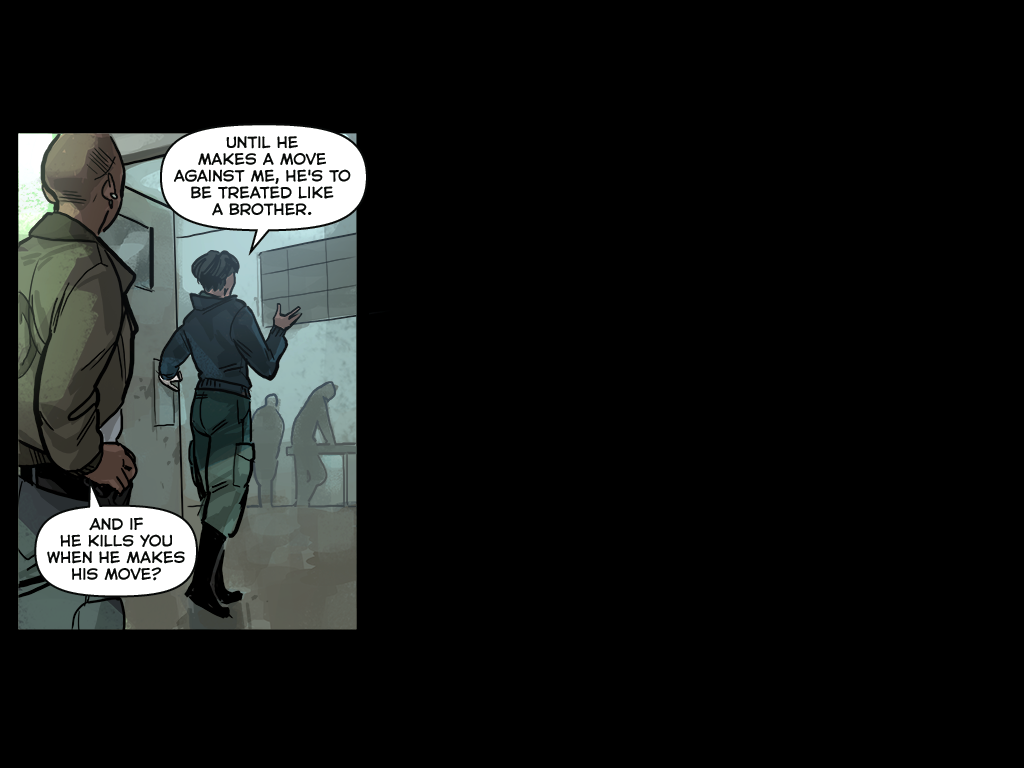 UNTIL HE
MAKES A MOVE
AGAINST ME, HE'S TO
BE TREATED LIKE
A BROTHER.
AND IF
HE KILLS YOU
WHEN HE MAKES
HIS MOVE?